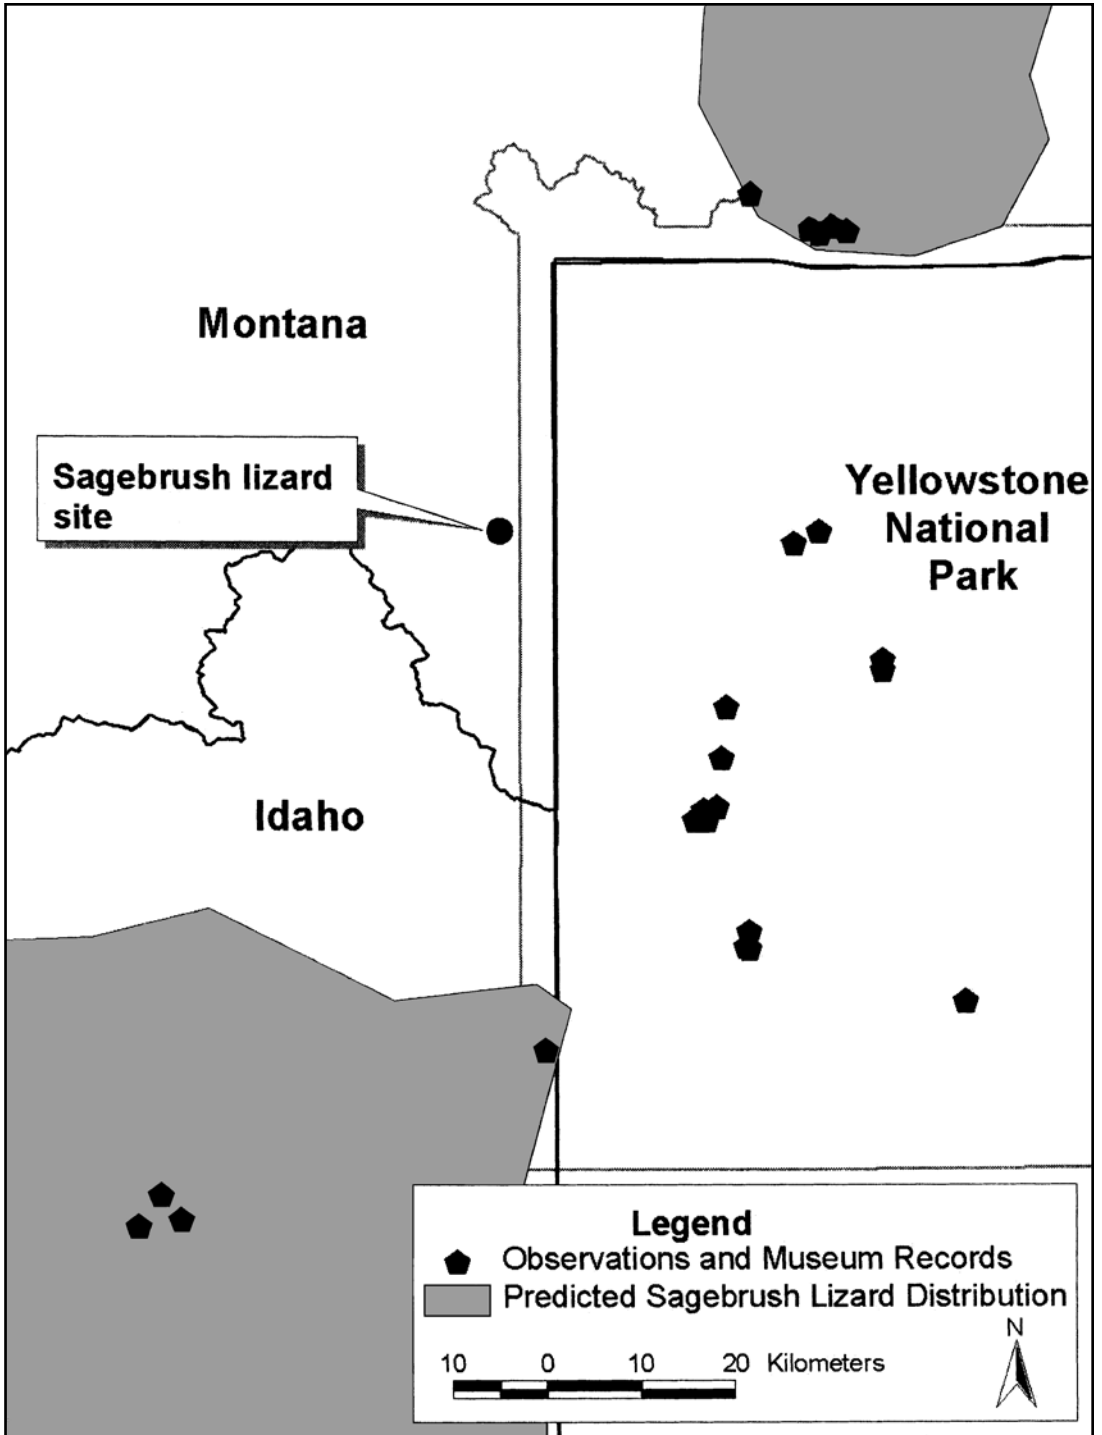 Montana
Sagebrush lizard
site
Yellowstone
National
Park
Idaho
Legend
Observations and Museum Records
Predicted Sagebrush Lizard Distribution
N
10 0 10 20 Kilometers